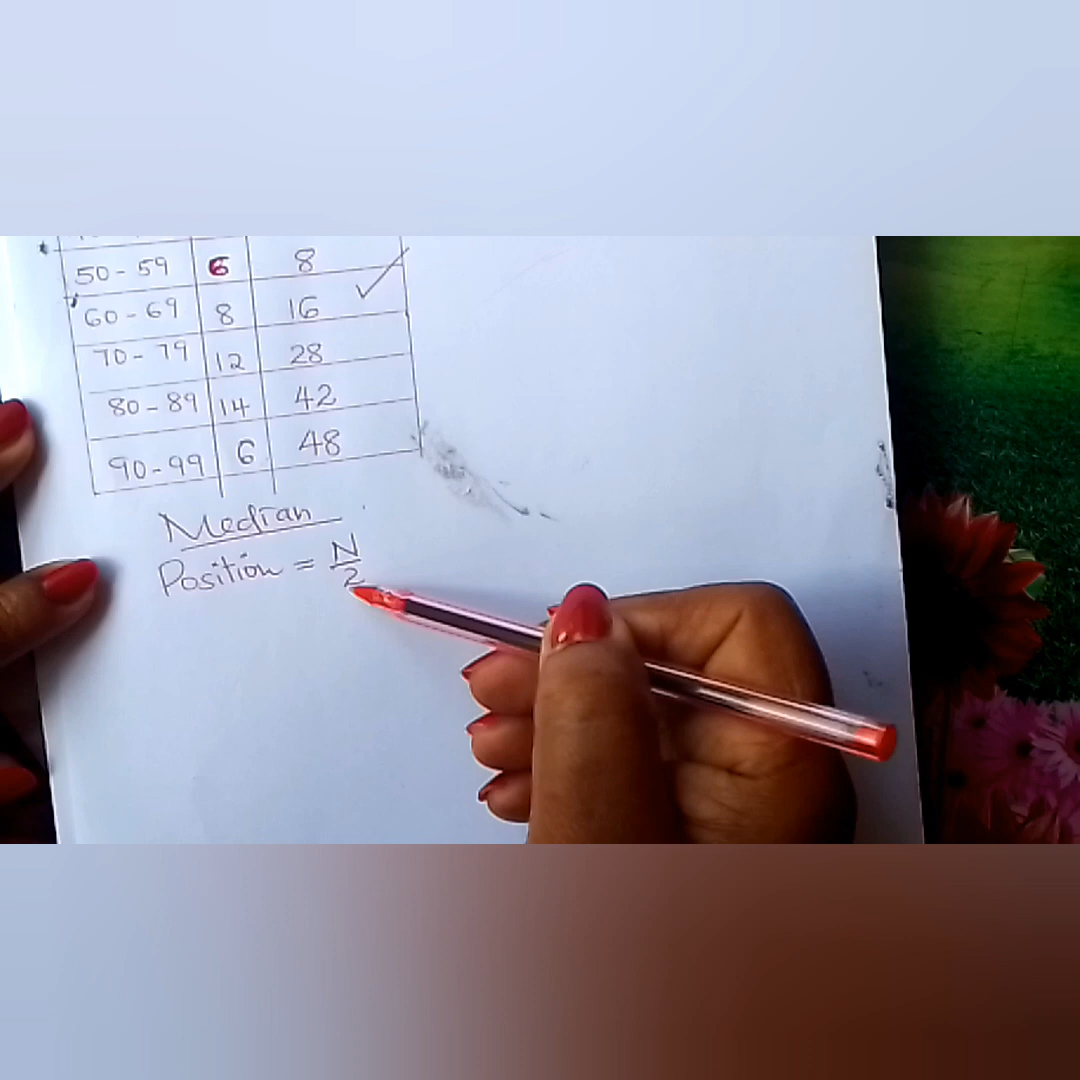 50 - 59 6 8
60 - 69 8 16
70 - 79 12 28
80 - 89 14 42
90 - 99 6 48
Median
Position = N/2